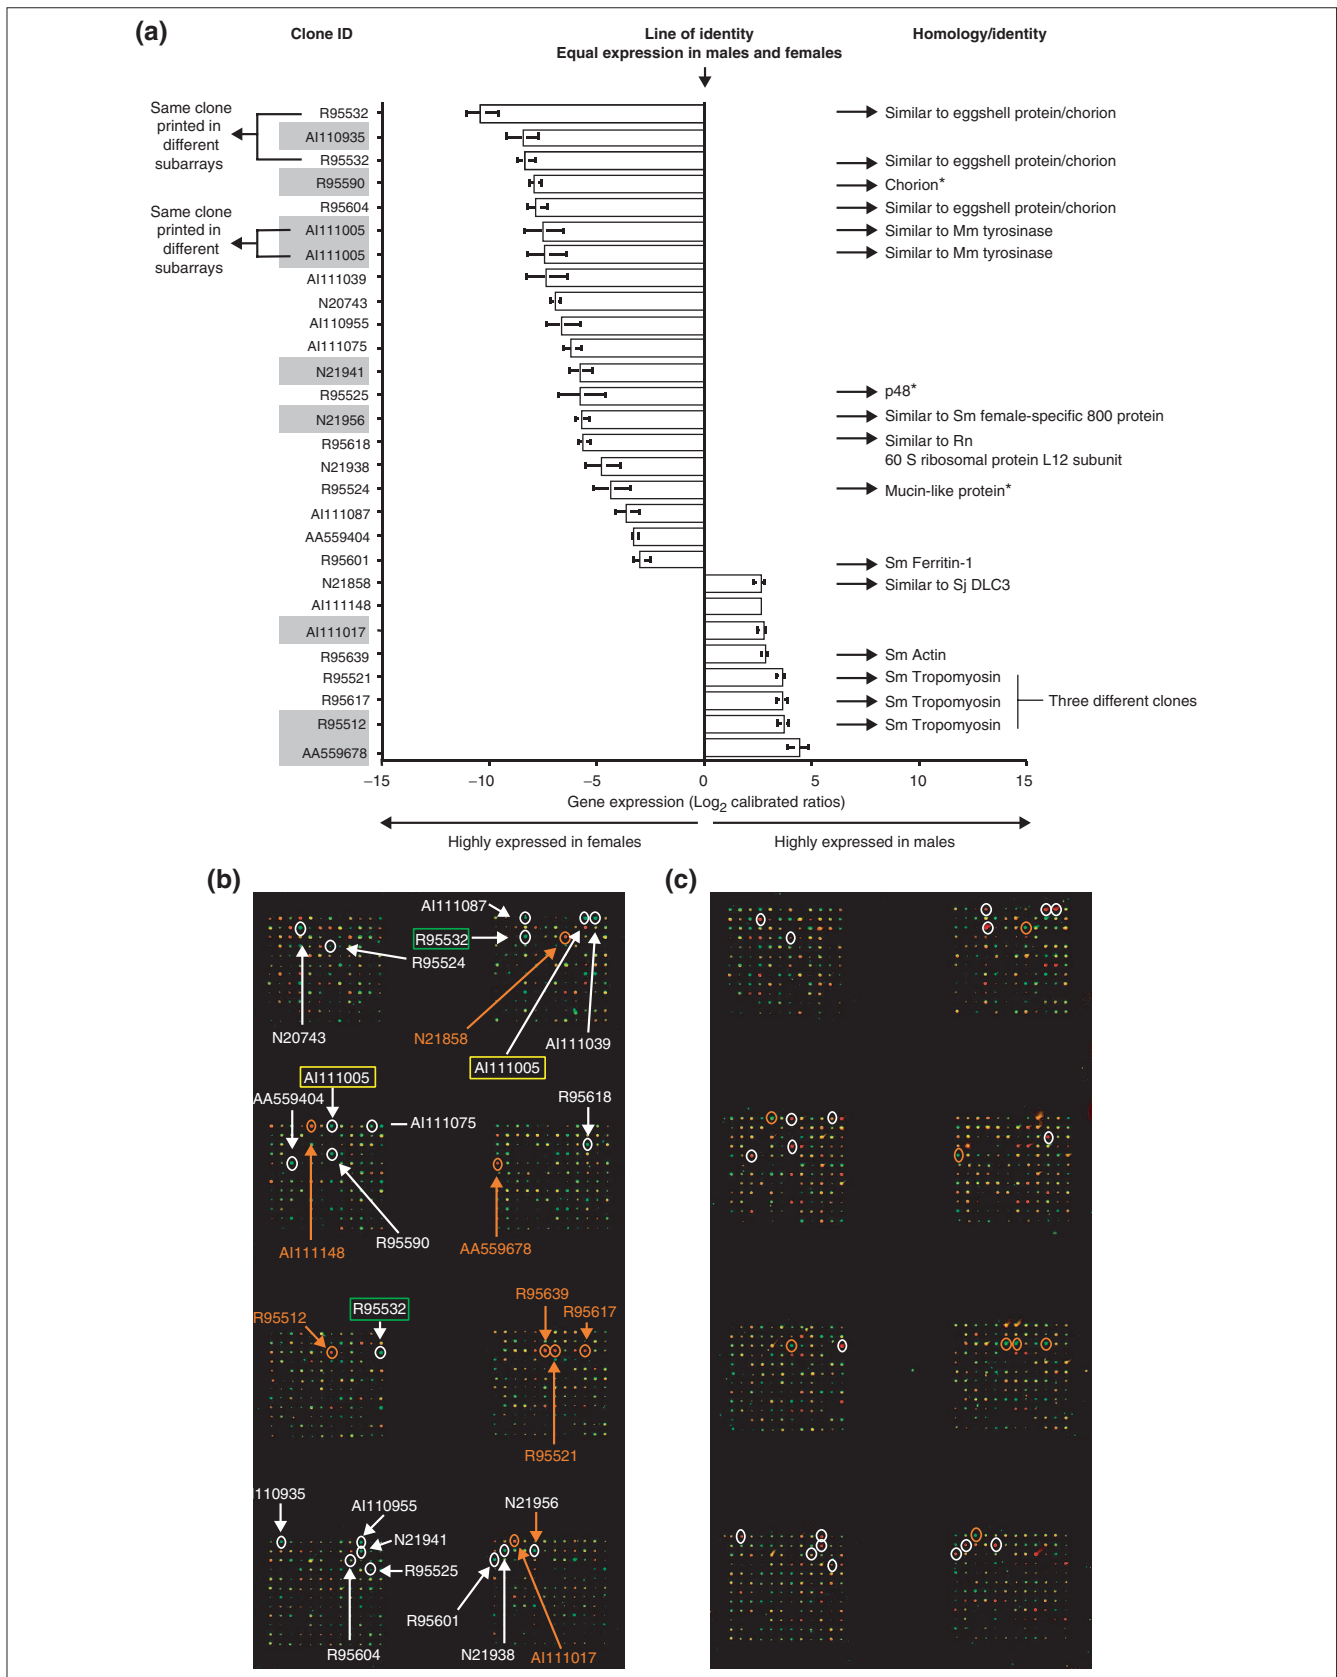 (a)
Clone ID
Line of identity
Equal expression in males and females
Homology/identity
Same clone
printed in
different
subarrays
Same clone
printed in
different
subarrays
R95532
AI110935
R95532
R95590
R95604
AI111005
AI111005
AI111039
N20743
AI110955
AI111075
N21941
R95525
N21956
R95618
N21938
R95524
AI111087
AA559404
R95601
N21858
AI111148
AI111017
R95639
R95521
R95617
R95512
AA559678
Similar to eggshell protein/chorion
Similar to eggshell protein/chorion
Chorion*
Similar to eggshell protein/chorion
Similar to Mm tyrosinase
Similar to Mm tyrosinase
p48*
Similar to Sm female-specific 800 protein
Similar to Rn
60 S ribosomal protein L12 subunit
Mucin-like protein*
Sm Ferritin-1
Similar to Sj DLC3
Sm Actin
Sm Tropomyosin
Sm Tropomyosin
Sm Tropomyosin
Three different clones
–15 –10 –5 0 5 10 15
Gene expression (Log2 calibrated ratios)
Highly expressed in females
Highly expressed in males
(b)
AI111087
R95532
R95524
N20743
N21858
AI111039
AI111005
AI111005
AA559404
AI111075
R95618
R95590
AI111148
AA559678
R95512
R95532
R95639
R95617
R95521
I110935
AI110955
N21941
R95525
N21956
R95601
R95604
N21938
AI111017
(c)